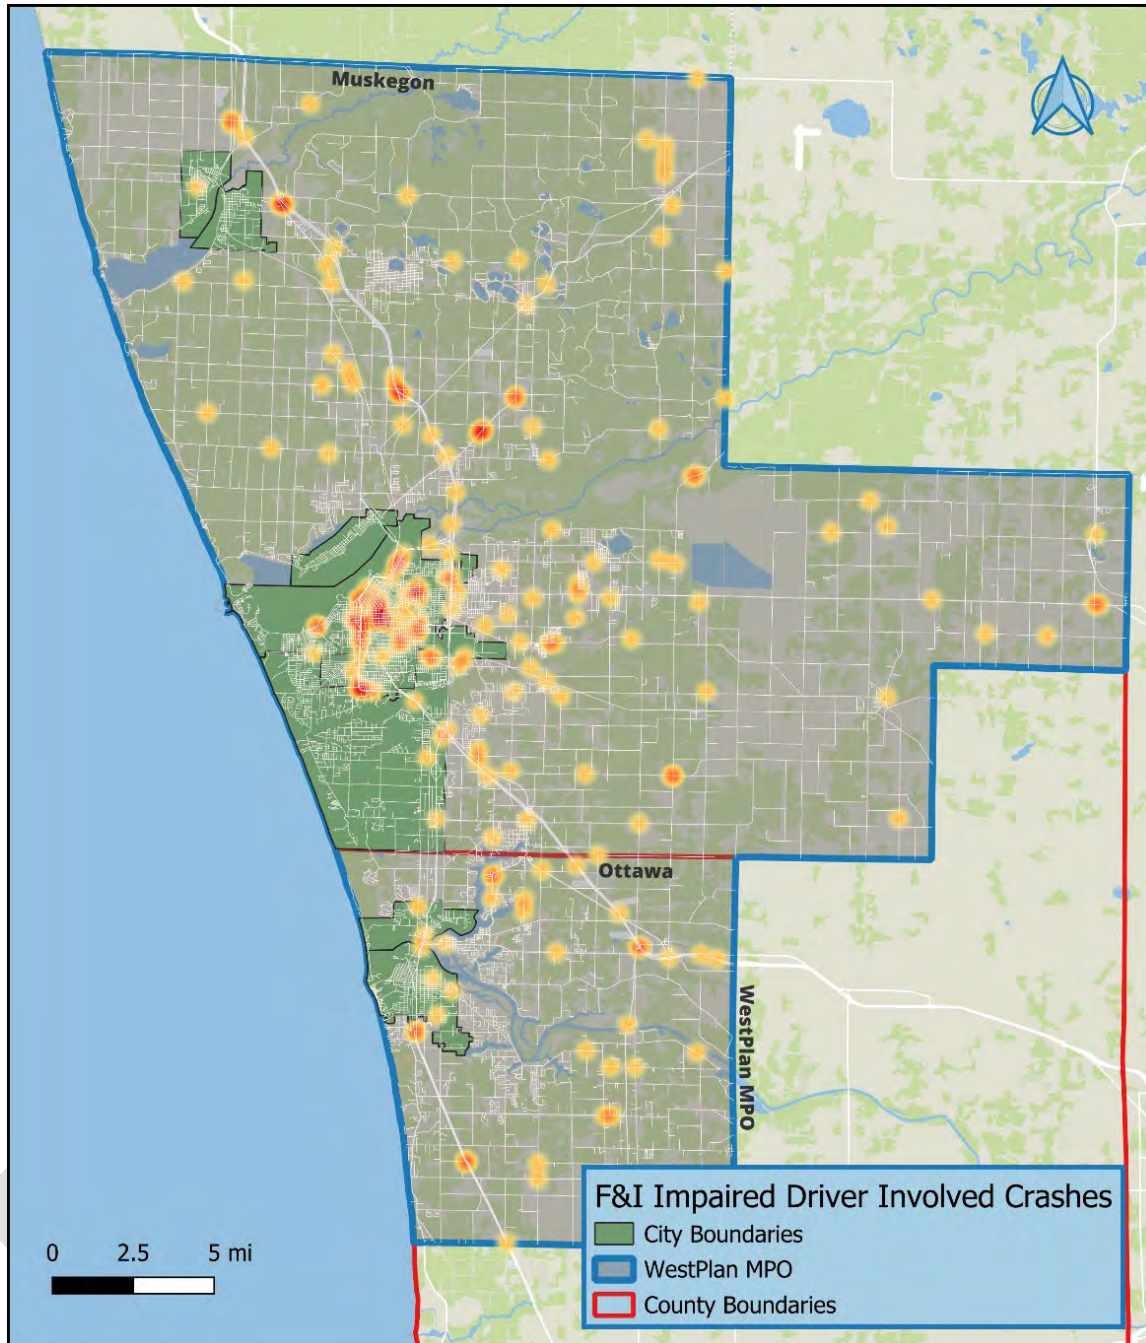 Muskegon
Ottawa
WestPlan MPO
F&I Impaired Driver Involved Crashes
City Boundaries
WestPlan MPO
County Boundaries
0 2.5 5 mi